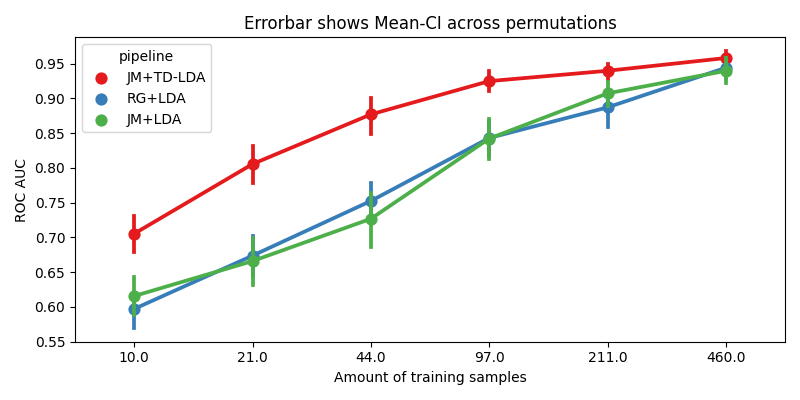 Errorbar shows Mean-CI across permutations
pipeline
JM+TD-LDA
RG+LDA
JM+LDA
ROC AUC
0.95
0.90
0.85
0.80
0.75
0.70
0.65
0.60
0.55
10.0 21.0 44.0 97.0 211.0 460.0
Amount of training samples